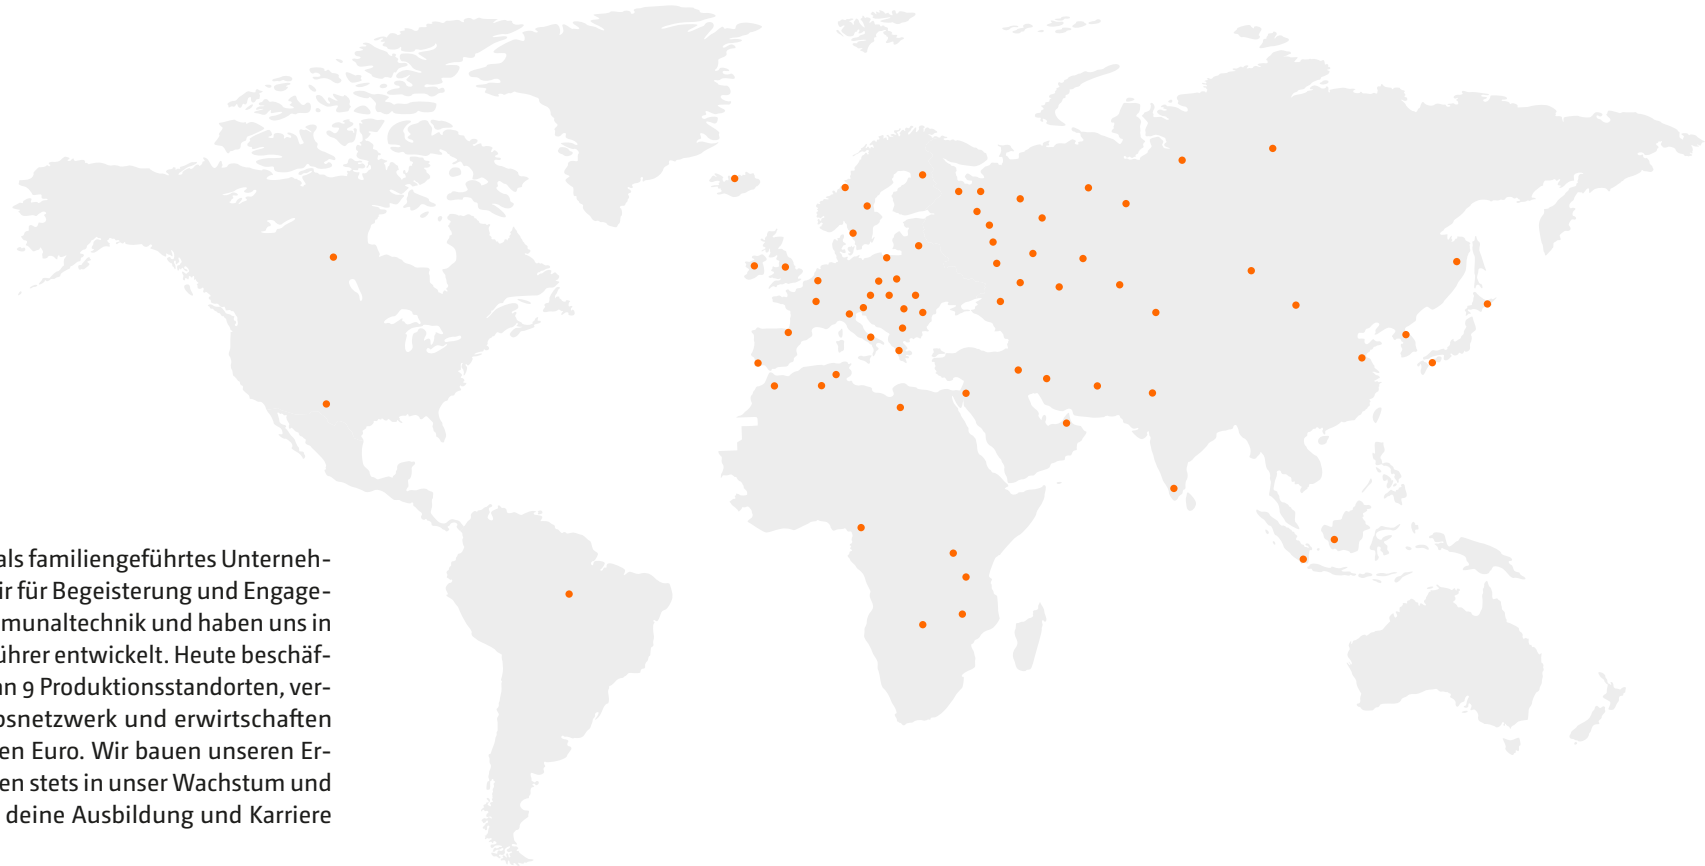 als familiengeführtes Unterneh-
ir für Begeisterung und Engage-
munaltechnik und haben uns in
ührer entwickelt. Heute beschäf-
an 9 Produktionsstandorten, ver-
bsnetzwerk und erwirtschaften
en Euro. Wir bauen unseren Er-
en stets in unser Wachstum und
deine Ausbildung und Karriere